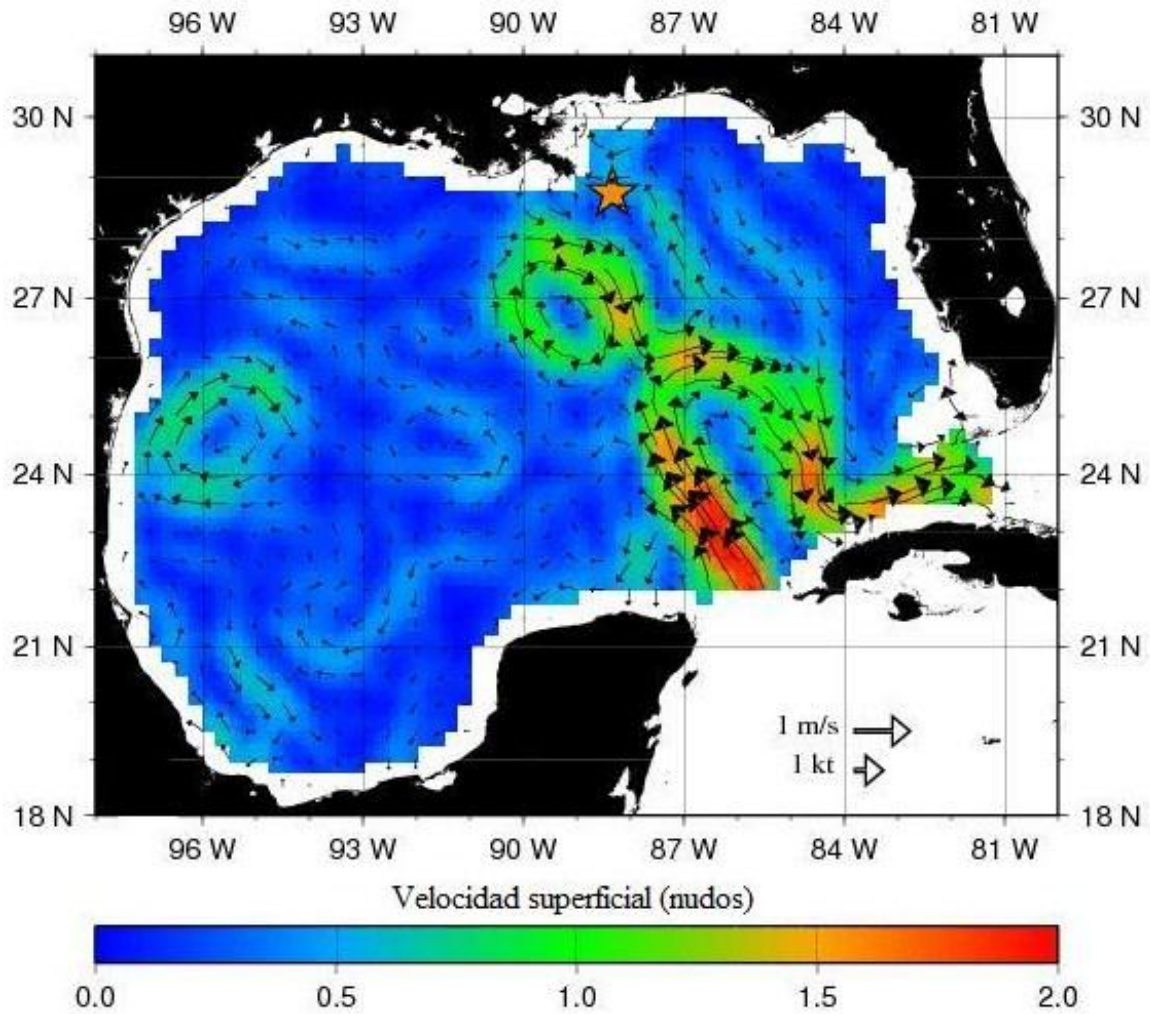 96 W 93 W 90 W 87 W 84 W 81 W
30 N 30 N
27 N 27 N
24 N 24 N
21 N 21 N
1 m/s
1 kt
18 N 18 N
96 W 93 W 90 W 87 W 84 W 81 W
Velocidad superficial (nudos)
0.0 0.5 1.0 1.5 2.0